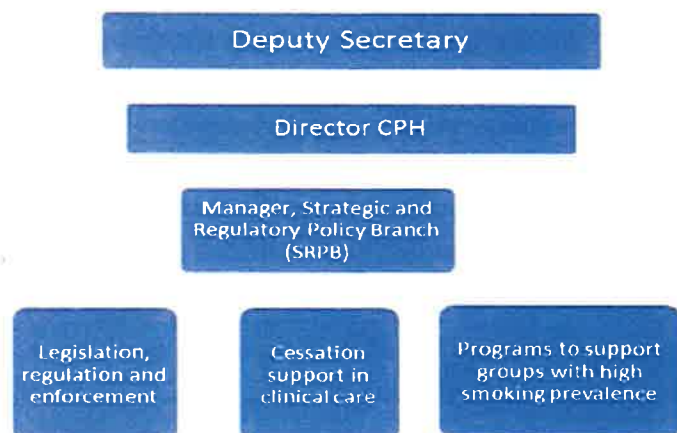 Deputy Secretary
Director CPH
Manager, Strategic and
Regulatory Policy Branch
(SRPB)
Legislation,
regulation and
enforcement
Cessation
support in
clinical care
Programs to support
groups with high
smoking prevalence